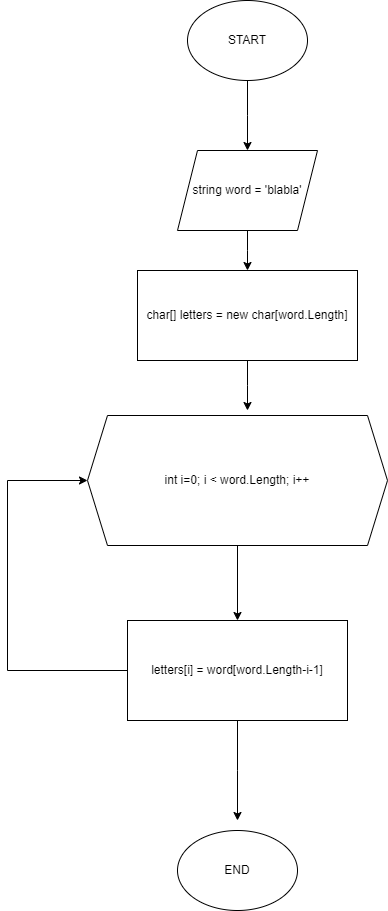 START
string word = 'blabla'
char[] letters = new char[word.Length]
int i=0; i < word.Length; i++
letters[i] = word[word.Length-i-1]
END